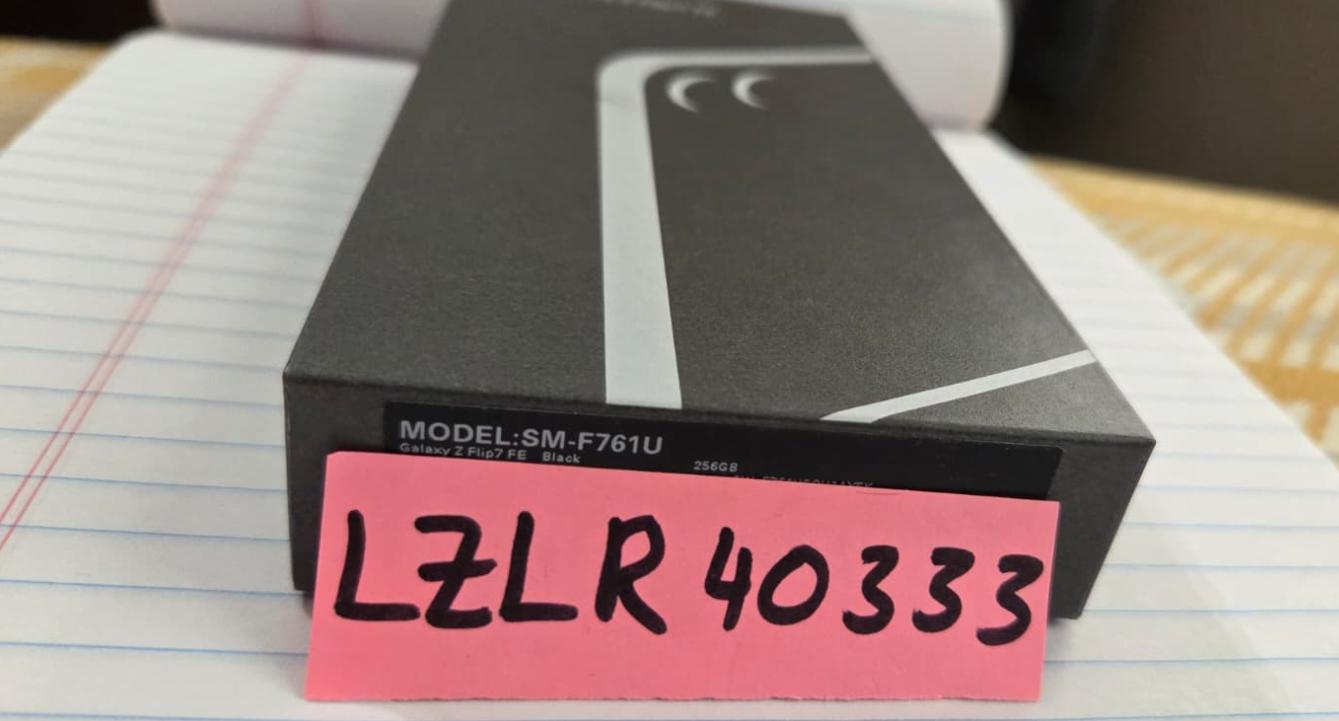 MODEL:SM-F761U
Galaxy Z Flip7 FE Black 256GB
LZLR 40333